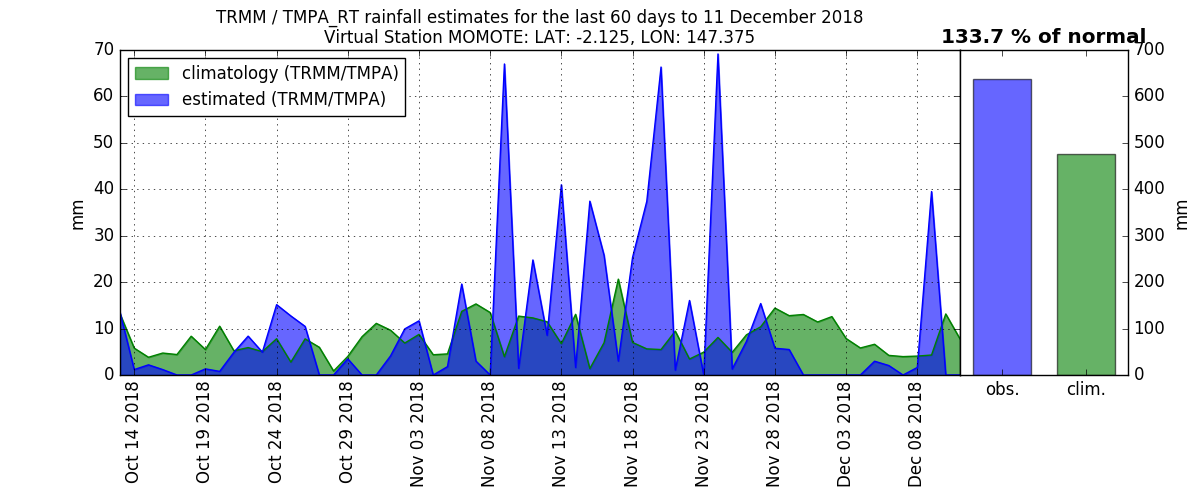 TRMM / TMPA_RT rainfall estimates for the last 60 days to 11 December 2018
Virtual Station MOMOTE: LAT: -2.125, LON: 147.375
133.7 % of normal
climatology (TRMM/TMPA)
estimated (TRMM/TMPA)
70
60
50
40
30
20
10
0
mm
Oct 14 2018
Oct 19 2018
Oct 24 2018
Oct 29 2018
Nov 03 2018
Nov 08 2018
Nov 13 2018
Nov 18 2018
Nov 23 2018
Nov 28 2018
Dec 03 2018
Dec 08 2018
obs.
clim.
700
600
500
400
300
200
100
0
mm